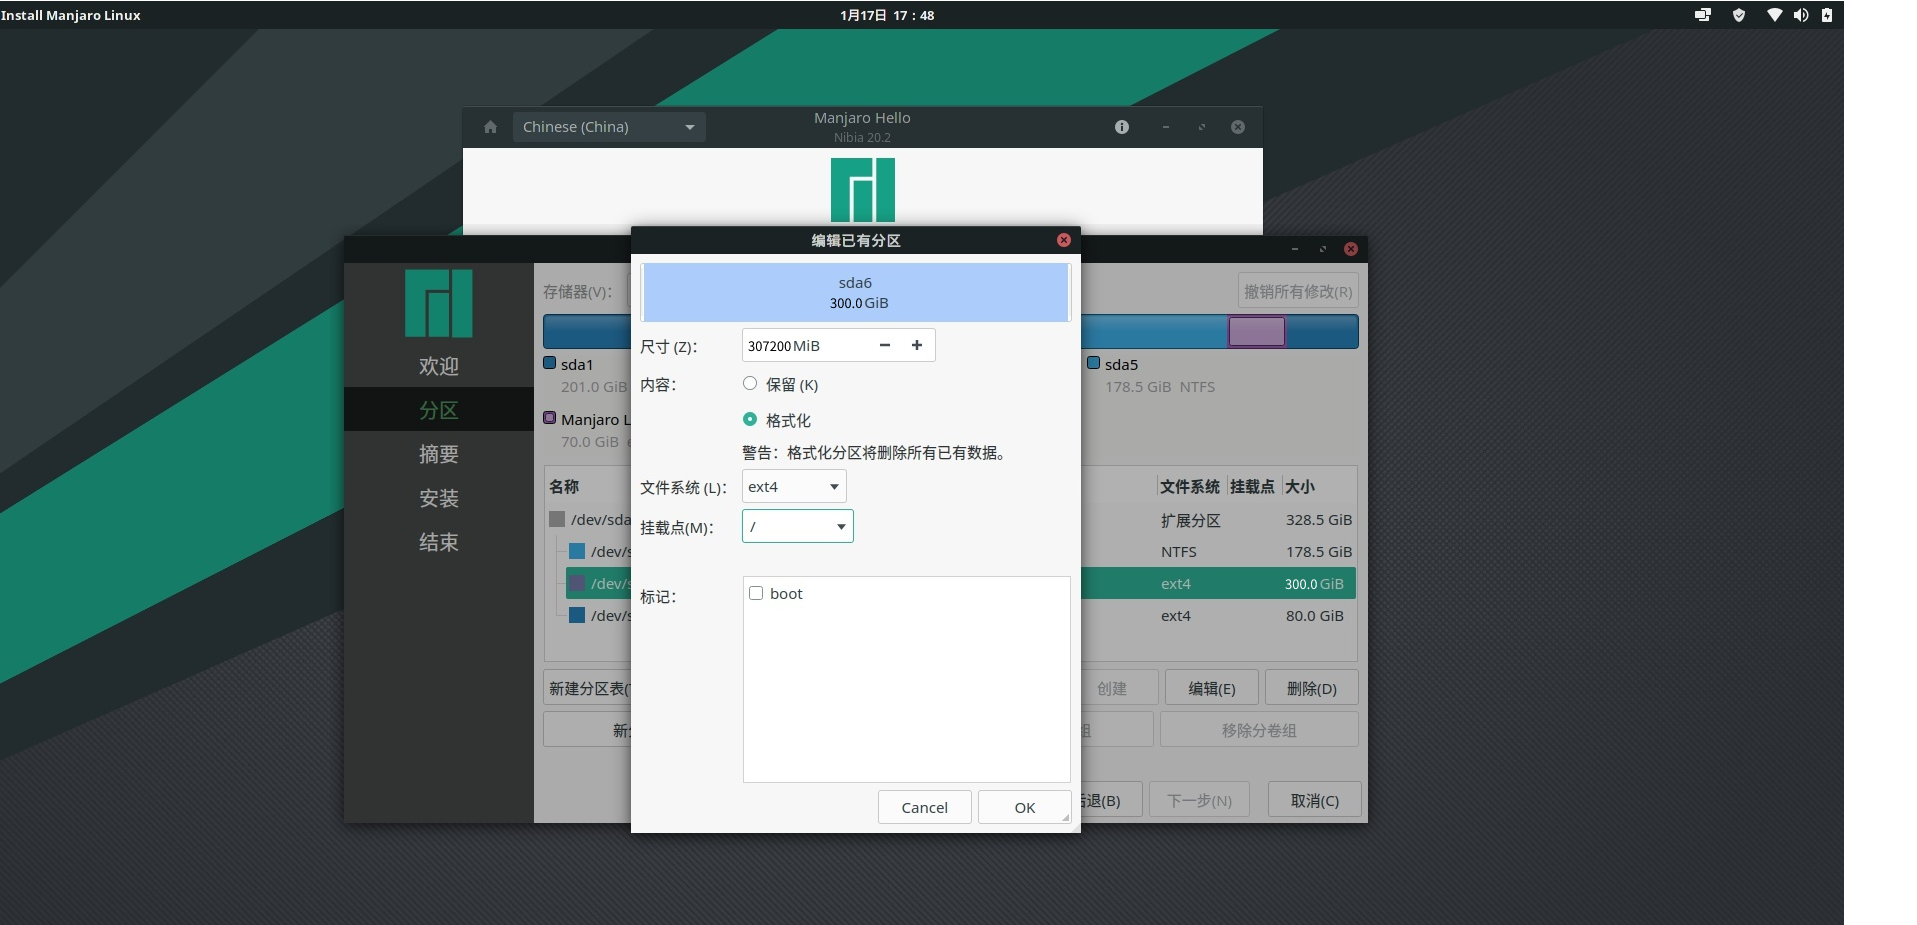 Install Manjaro Linux
1月17日 17：48
Chinese (China)
Manjaro Hello
Nibia 20.2
编辑已有分区
sda6
300.0 GiB
尺寸 (Z)：
307200 MiB
内容：
保留 (K)
格式化
警告：格式化分区将删除所有已有数据。
文件系统 (L)：
ext4
挂载点(M)：
/
标记：
boot
Cancel
OK
欢迎
分区
摘要
安装
结束
存储器(V)：
撤销所有修改(R)
sda1
201.0 GiB
sda5
178.5 GiB NTFS
Manjaro L
70.0 GiB
名称
文件系统 挂载点 大小
/dev/sda
扩展分区
328.5 GiB
/dev/s
NTFS
178.5 GiB
/dev/s
ext4
300.0 GiB
/dev/s
ext4
80.0 GiB
新建分区表(
创建
编辑(E)
删除(D)
新
组
移除分卷组
后退(B)
下一步(N)
取消(C)